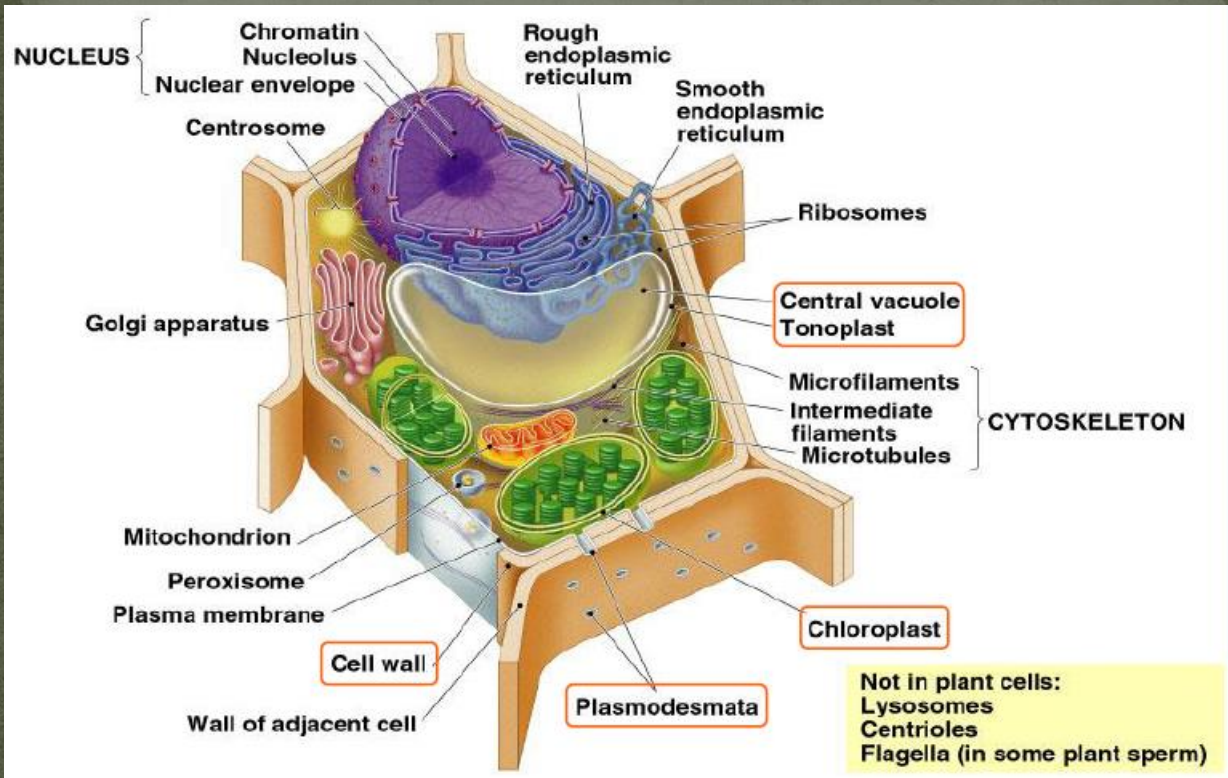 NUCLEUS
Chromatin
Nucleolus
Nuclear envelope
Centrosome
Rough
endoplasmic
reticulum
Smooth
endoplasmic
reticulum
Ribosomes
Central vacuole
Tonoplast
Golgi apparatus
Microfilaments
Intermediate
filaments
Microtubules
CYTOSKELETON
Mitochondrion
Peroxisome
Plasma membrane
Chloroplast
Cell wall
Plasmodesmata
Wall of adjacent cell
Not in plant cells:
Lysosomes
Centrioles
Flagella (in some plant sperm)